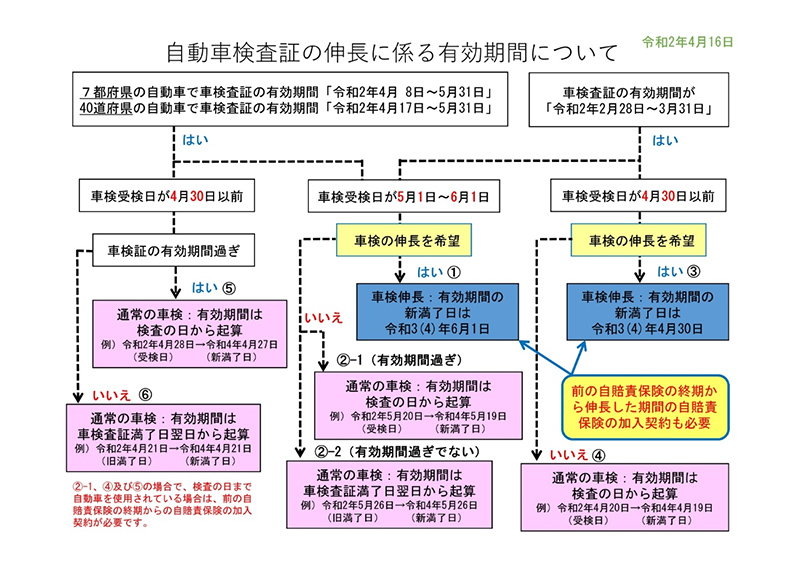 令和2年4月16日
自動車検査証の伸長に係る有効期間について
７都府県の自動車で車検査証の有効期間「令和2年4月 8日～5月31日」
40道府県の自動車で車検査証の有効期間「令和2年4月17日～5月31日」
車検査証の有効期間が
「令和2年2月28日～3月31日」
はい
はい
車検受検日が4月30日以前
車検受検日が5月1日～6月1日
車検受検日が4月30日以前
車検証の有効期間過ぎ
車検の伸長を希望
車検の伸長を希望
はい ⑤
はい ①
はい ③
通常の車検：有効期間は
検査の日から起算
例）令和2年4月28日→令和4年4月27日
（受検日） （新満了日）
車検伸長：有効期間の
新満了日は
令和3(4)年6月1日
車検伸長：有効期間の
新満了日は
令和3(4)年4月30日
いいえ
②-1（有効期間過ぎ）
通常の車検：有効期間は
検査の日から起算
例）令和2年5月20日→令和4年5月19日
（受検日） （新満了日）
前の自賠責保険の終期か
ら伸長した期間の自賠責
保険の加入契約も必要
いいえ ⑥
通常の車検：有効期間は
車検査証満了日翌日から起算
例）令和2年4月21日→令和4年4月21日
（旧満了日） （新満了日）
②-2（有効期間過ぎでない）
通常の車検：有効期間は
車検査証満了日翌日から起算
例）令和2年5月26日→令和4年5月26日
（旧満了日） （新満了日）
いいえ ④
通常の車検：有効期間は
検査の日から起算
例）令和2年4月20日→令和4年4月19日
（受検日） （新満了日）
②-1、④及び⑤の場合で、検査の日まで
自動車を使用されている場合は、前の自
賠責保険の終期からの自賠責保険の加入
契約が必要です。